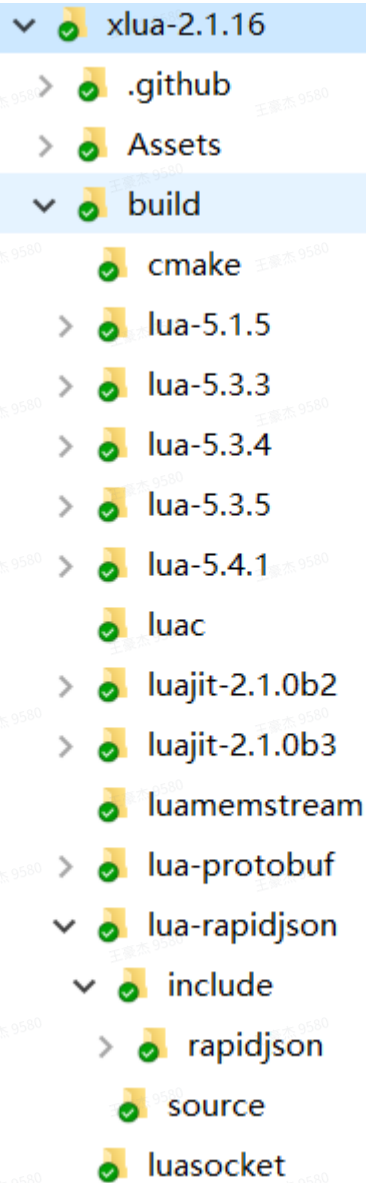 xlua-2.1.16
.github
Assets
build
cmake
lua-5.1.5
lua-5.3.3
lua-5.3.4
lua-5.3.5
lua-5.4.1
luac
luajit-2.1.0b2
luajit-2.1.0b3
luamemstream
lua-protobuf
lua-rapidjson
include
rapidjson
source
luasocket